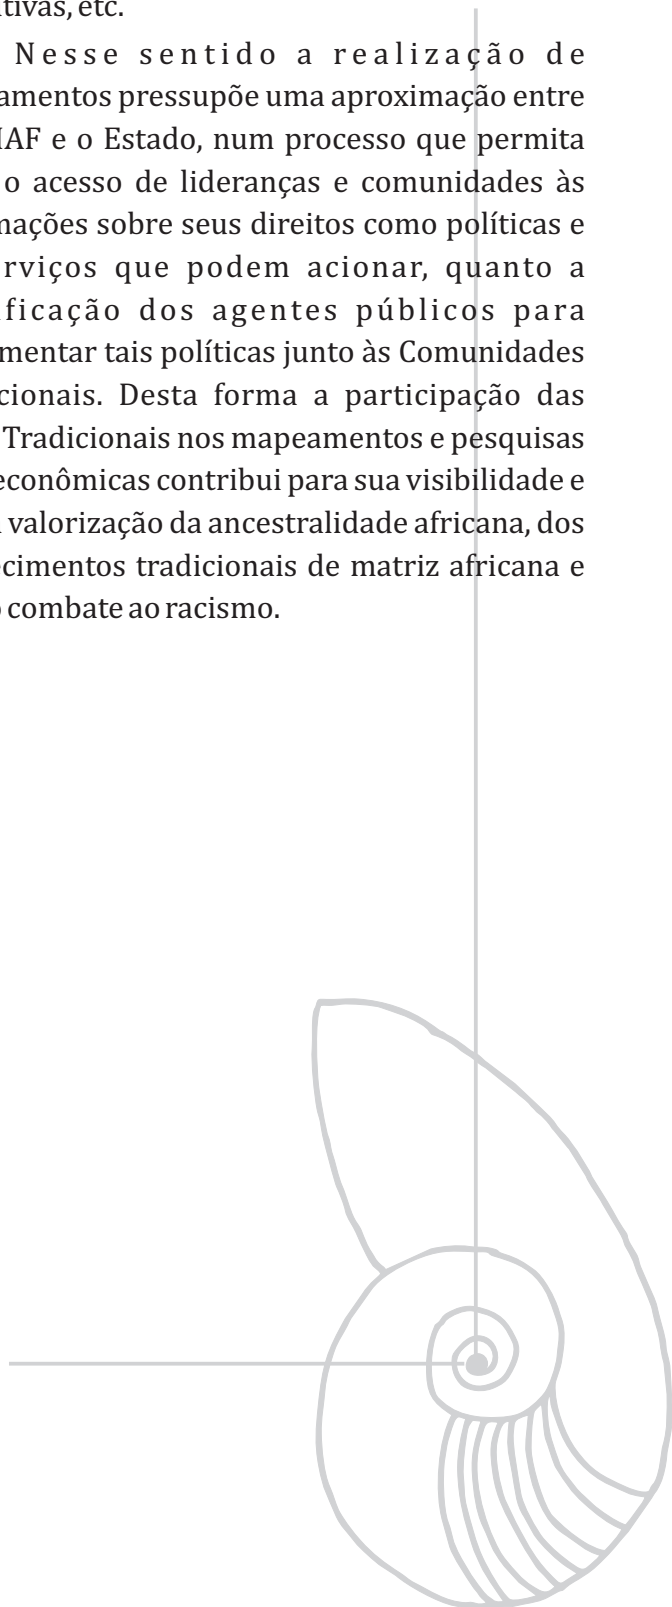 tivas, etc.
Nesse sentido a realização de
amentos pressupõe uma aproximação entre
IAF e o Estado, num processo que permita
o acesso de lideranças e comunidades às
mações sobre seus direitos como políticas e
rviços que podem acionar, quanto a
ificação dos agentes públicos para
mentar tais políticas junto às Comunidades
cionais. Desta forma a participação das
Tradicionais nos mapeamentos e pesquisas
econômicas contribui para sua visibilidade e
valorização da ancestralidade africana, dos
ecimentos tradicionais de matriz africana e
o combate ao racismo.